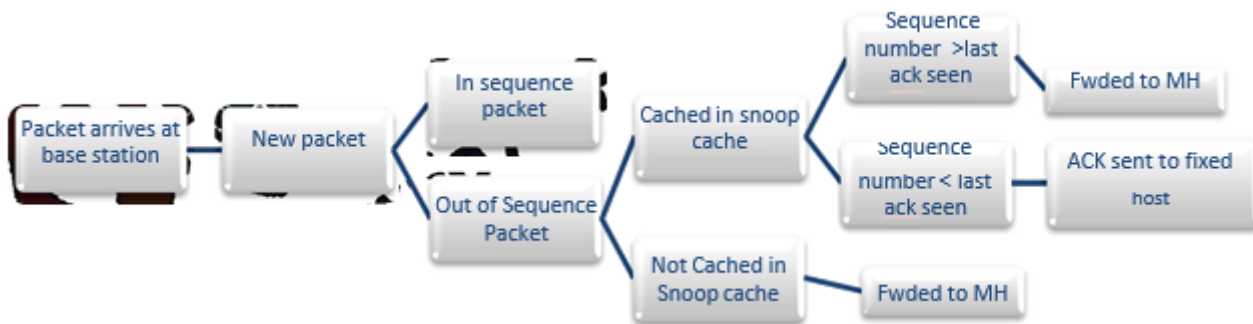 Packet arrives at
base station
New packet
In sequence
packet
Out of Sequence
Packet
Cached in snoop
cache
Not Cached in
Snoop cache
Sequence
number >last
ack seen
Sequence
number < last
ack seen
Fwded to MH
ACK sent to fixed
host
Fwded to MH